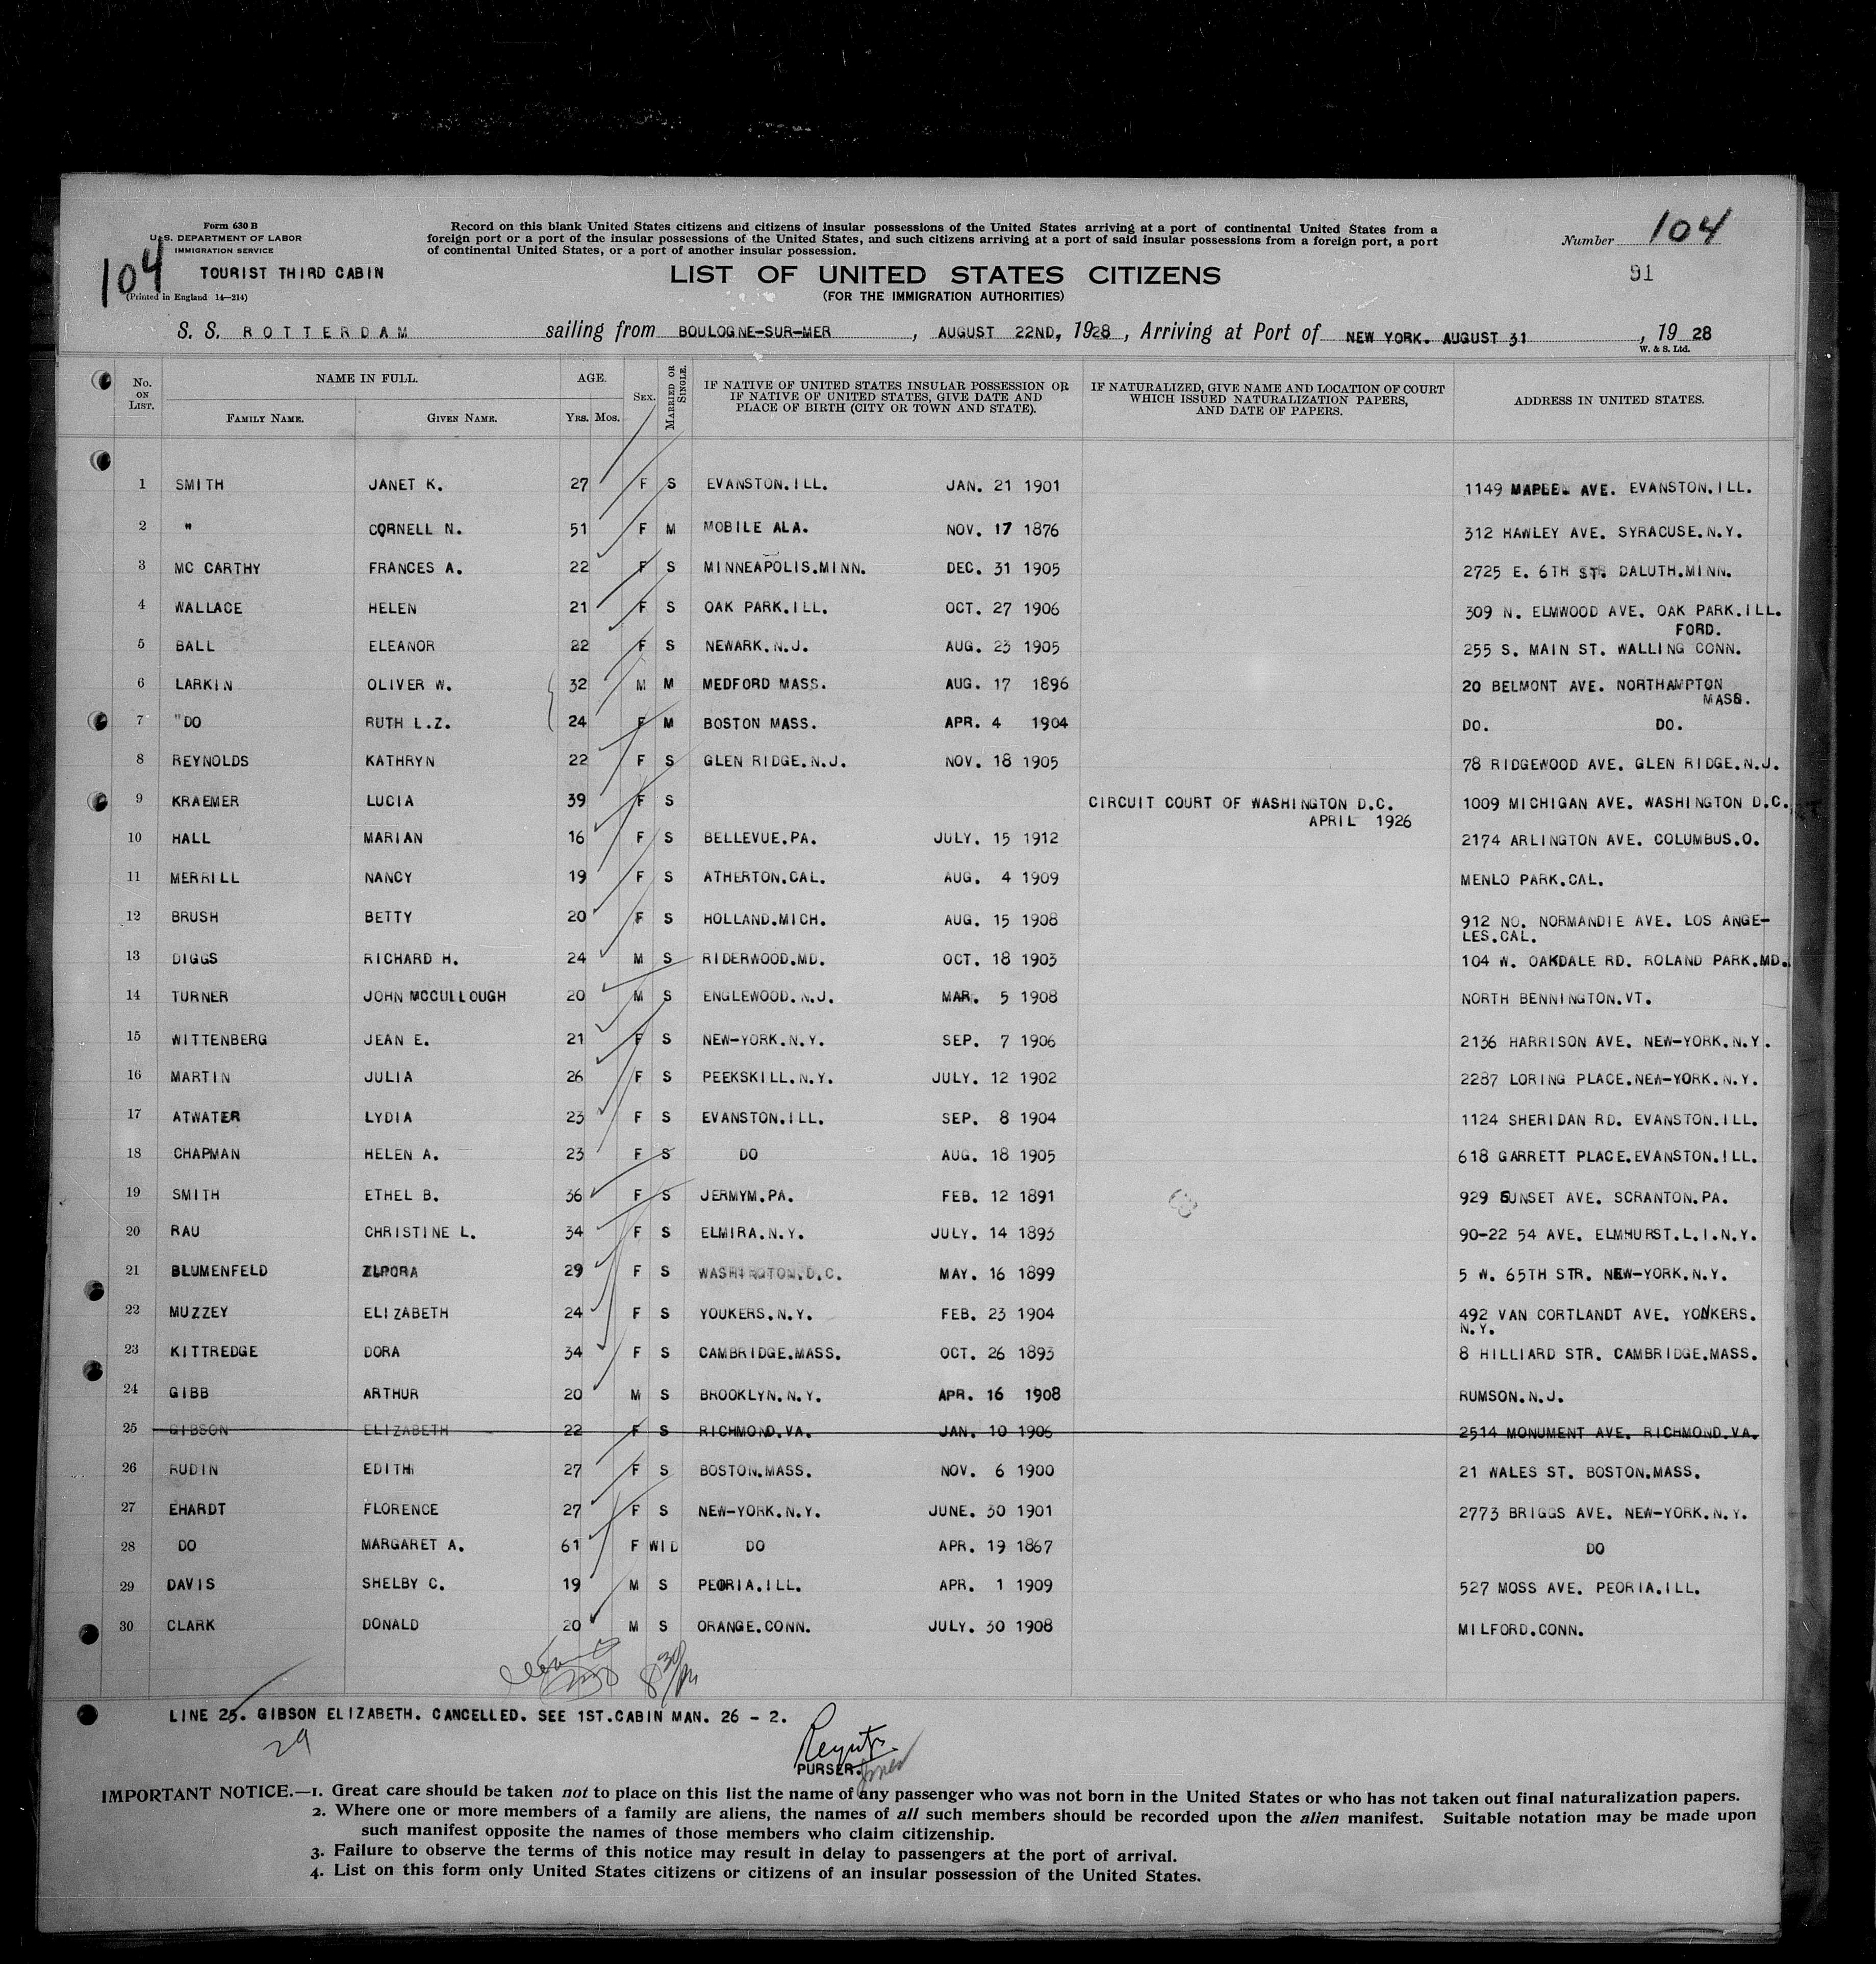 Form 630 B
U.S. DEPARTMENT OF LABOR
IMMIGRATION SERVICE
104
TOURIST THIRD CABIN
(Printed in England 14—214)
Record on this blank United States citizens and citizens of insular possessions of the United States arriving at a port of continental United States from a
foreign port or a port of the insular possessions of the United States, and such citizens arriving at a port of said insular possessions from a foreign port, a port
of continental United States, or a port of another insular possession.
Number 104
91
LIST OF UNITED STATES CITIZENS
(FOR THE IMMIGRATION AUTHORITIES)
S. S. ROTTERDAM sailing from BOULOGNE-SUR-MER, AUGUST 22ND, 1928, Arriving at Port of NEW YORK. AUGUST 31, 19 28
W. & S. Ltd.
No. ON LIST. NAME IN FULL. AGE. SEX. MARRIED OR SINGLE. IF NATIVE OF UNITED STATES INSULAR POSSESSION OR IF NATIVE OF UNITED STATES, GIVE DATE AND PLACE OF BIRTH (CITY OR TOWN AND STATE). IF NATURALIZED, GIVE NAME AND LOCATION OF COURT WHICH ISSUED NATURALIZATION PAPERS, AND DATE OF PAPERS. ADDRESS IN UNITED STATES.
FAMILY NAME. GIVEN NAME. Yrs. Mos.
1 SMITH JANET K. 27 F S EVANSTON.ILL. JAN. 21 1901 1149 MAPLE. AVE. EVANSTON.ILL.
2 " CORNELL N. 51 F M MOBILE ALA. NOV. 17 1876 312 HAWLEY AVE. SYRACUSE.N.Y.
3 MC CARTHY FRANCES A. 22 F S MINNEAPOLIS.MINN. DEC. 31 1905 2725 E. 6TH ST. DALUTH.MINN.
4 WALLACE HELEN 21 F S OAK PARK.ILL. OCT. 27 1906 309 N. ELMWOOD AVE. OAK PARK.ILL.
FORD.
5 BALL ELEANOR 22 F S NEWARK.N.J. AUG. 23 1905 255 S. MAIN ST. WALLING CONN.
6 LARKIN OLIVER W. 32 M M MEDFORD MASS. AUG. 17 1896 20 BELMONT AVE. NORTHAMPTON
MASS.
7 "DO RUTH L.Z. 24 F M BOSTON MASS. APR. 4 1904 DO. DO.
8 REYNOLDS KATHRYN 22 F S GLEN RIDGE.N.J. NOV. 18 1905 78 RIDGEWOOD AVE. GLEN RIDGE.N.J.
9 KRAEMER LUCIA 39 F S CIRCUIT COURT OF WASHINGTON D.C. 1009 MICHIGAN AVE. WASHINGTON D.C.
APRIL 1926
10 HALL MARIAN 16 F S BELLEVUE.PA. JULY. 15 1912 2174 ARLINGTON AVE. COLUMBUS.O.
11 MERRILL NANCY 19 F S ATHERTON.CAL. AUG. 4 1909 MENLO PARK.CAL.
12 BRUSH BETTY 20 F S HOLLAND.MICH. AUG. 15 1908 912 NO. NORMANDIE AVE. LOS ANGE-
LES.CAL.
13 DIGGS RICHARD H. 24 M S RIDERWOOD.MD. OCT. 18 1903 104 W. OAKDALE RD. ROLAND PARK.MD.
14 TURNER JOHN MCCULLOUGH 20 M S ENGLEWOOD.N.J. MAR. 5 1908 NORTH BENNINGTON.VT.
15 WITTENBERG JEAN E. 21 F S NEW-YORK.N.Y. SEP. 7 1906 2136 HARRISON AVE. NEW-YORK.N.Y.
16 MARTIN JULIA 26 F S PEEKSKILL.N.Y. JULY. 12 1902 2287 LORING PLACE.NEW-YORK.N.Y.
17 ATWATER LYDIA 23 F S EVANSTON.ILL. SEP. 8 1904 1124 SHERIDAN RD. EVANSTON.ILL.
18 CHAPMAN HELEN A. 23 F S DO AUG. 18 1905 618 GARRETT PLACE.EVANSTON.ILL.
19 SMITH ETHEL B. 36 F S JERMYM.PA. FEB. 12 1891 929 SUNSET AVE. SCRANTON.PA.
20 RAU CHRISTINE L. 34 F S ELMIRA.N.Y. JULY. 14 1893 90-22 54 AVE. ELMHURST.L.I.N.Y.
21 BLUMENFELD ZLPORA 29 F S WASHINGTON.D.C. MAY. 16 1899 5 W. 65TH STR. NEW-YORK.N.Y.
22 MUZZEY ELIZABETH 24 F S YOUKERS.N.Y. FEB. 23 1904 492 VAN CORTLANDT AVE. YONKERS.
N.Y.
23 KITTREDGE DORA 34 F S CAMBRIDGE.MASS. OCT. 26 1893 8 HILLIARD STR. CAMBRIDGE.MASS.
24 GIBB ARTHUR 20 M S BROOKLYN.N.Y. APR. 16 1908 RUMSON.N.J.
25 GIBSON ELIZABETH 22 F S RICHMOND.VA. JAN. 10 1906 2514 MONUMENT AVE. RICHMOND.VA.
26 RUDIN EDITH 27 F S BOSTON.MASS. NOV. 6 1900 21 WALES ST. BOSTON.MASS.
27 EHARDT FLORENCE 27 F S NEW-YORK.N.Y. JUNE. 30 1901 2773 BRIGGS AVE. NEW-YORK.N.Y.
28 DO MARGARET A. 61 F WID DO APR. 19 1867 DO
29 DAVIS SHELBY C. 19 M S PEORIA.ILL. APR. 1 1909 527 MOSS AVE. PEORIA.ILL.
30 CLARK DONALD 20 M S ORANGE.CONN. JULY. 30 1908 MILFORD.CONN.
LINE 25. GIBSON ELIZABETH. CANCELLED. SEE 1ST.CABIN MAN. 26 - 2.
29
PURSER.
IMPORTANT NOTICE.—1. Great care should be taken not to place on this list the name of any passenger who was not born in the United States or who has not taken out final naturalization papers.
2. Where one or more members of a family are aliens, the names of all such members should be recorded upon the alien manifest. Suitable notation may be made upon
such manifest opposite the names of those members who claim citizenship.
3. Failure to observe the terms of this notice may result in delay to passengers at the port of arrival.
4. List on this form only United States citizens or citizens of an insular possession of the United States.